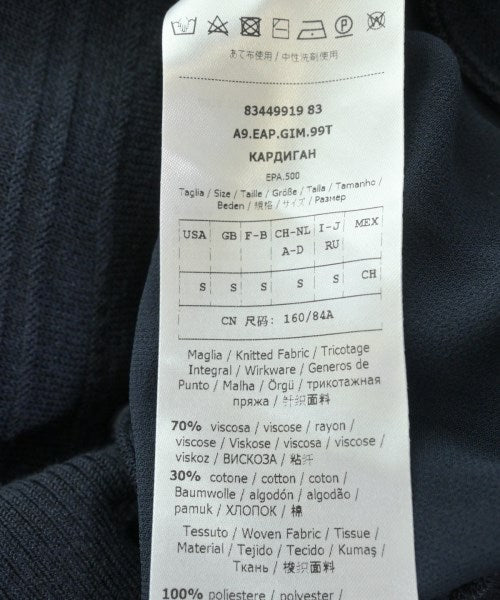 あて布使用 / 中性洗剤使用
83449919 83
A9.EAP.GIM.99T
КАРДИГАН
EPA.500
Taglia / Size / Taille / Größe / Talla / Tamanho /
Beden / 規格 / サイズ / Размер
USA GB F-B CH-NL I-J MEX
A-D RU
S S S S S CH
CN 尺码: 160/84A
Maglia / Knitted Fabric / Tricotage
Integral / Wirkware / Generos de
Punto / Malha / Örgü / трикотажная
пряжа / 针织面料
70% viscosa / viscose / rayon /
viscose / Viskose / viscosa / viscose /
viskoz / ВИСКОЗА / 粘纤
30% cotone / cotton / coton /
Baumwolle / algodón / algodão /
pamuk / ХЛОПОК / 棉
Tessuto / Woven Fabric / Tissue /
Material / Tejido / Tecido / Kumaş /
Ткань / 梭织面料
100% poliestere / polyester /